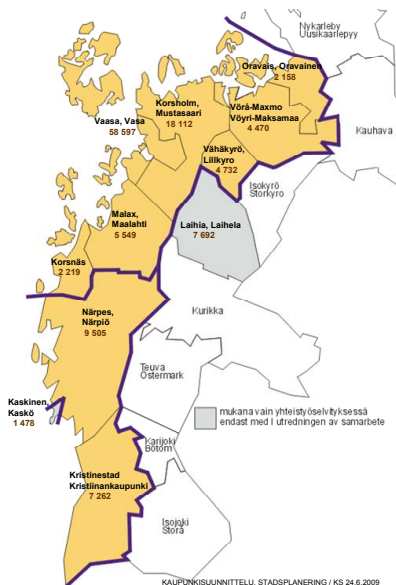 Nykarleby
Uusikaarlepyy
Oravais, Oravainen
2 158
Korsholm,
Mustasaari
18 112
Vaasa, Vasa
58 597
Vörå-Maxmo
Vöyri-Maksamaa
4 470
Kauhava
Vähäkyrö,
Lillkyro
4 732
Isokyrö
Storkyro
Malax,
Maalahti
5 549
Laihia, Laihela
7 692
Korsnäs
2 219
Närpes,
Närpiö
9 505
Kurikka
Teuva
Östermark
Kaskinen,
Kaskö
1 478
mukana vain yhteistyöselvityksessä
endast med I utredningen av samarbete
Karijoki
Bötom
Kristinestad
Kristiinankaupunki
7 262
Isojoki
Storå
KAUPUNKISUUNNITTELU, STADSPLANERING / KS 24.6.2009